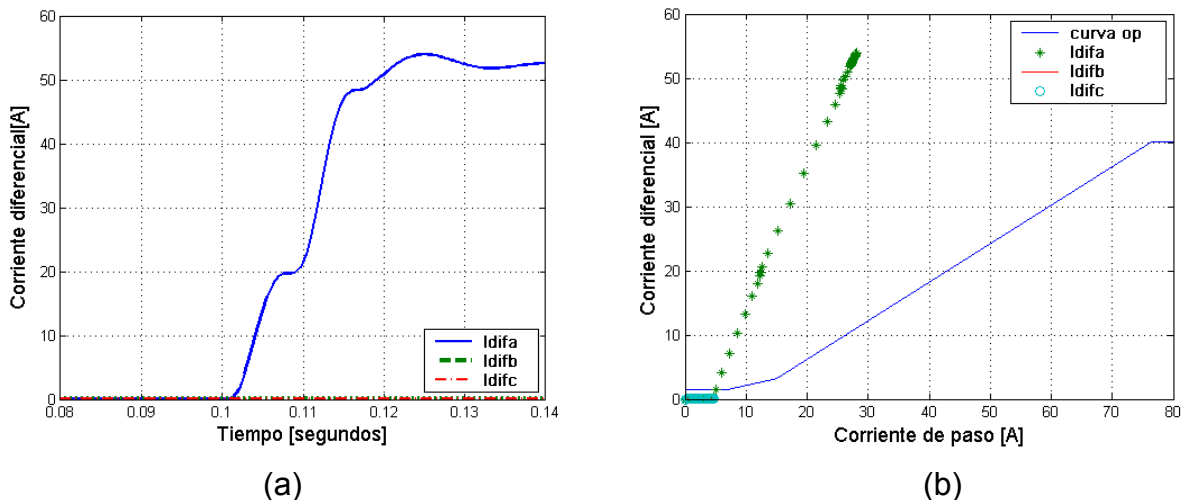 60
50
40
30
20
10
0
0.08
0.09
0.1
0.11
0.12
0.13
0.14
Corriente diferencial[A]
Tiempo [segundos]
Idifa
Idifb
Idifc
(a)
60
50
40
30
20
10
0
0
10
20
30
40
50
60
70
80
Corriente diferencial [A]
Corriente de paso [A]
curva op
Idifa
Idifb
Idifc
(b)